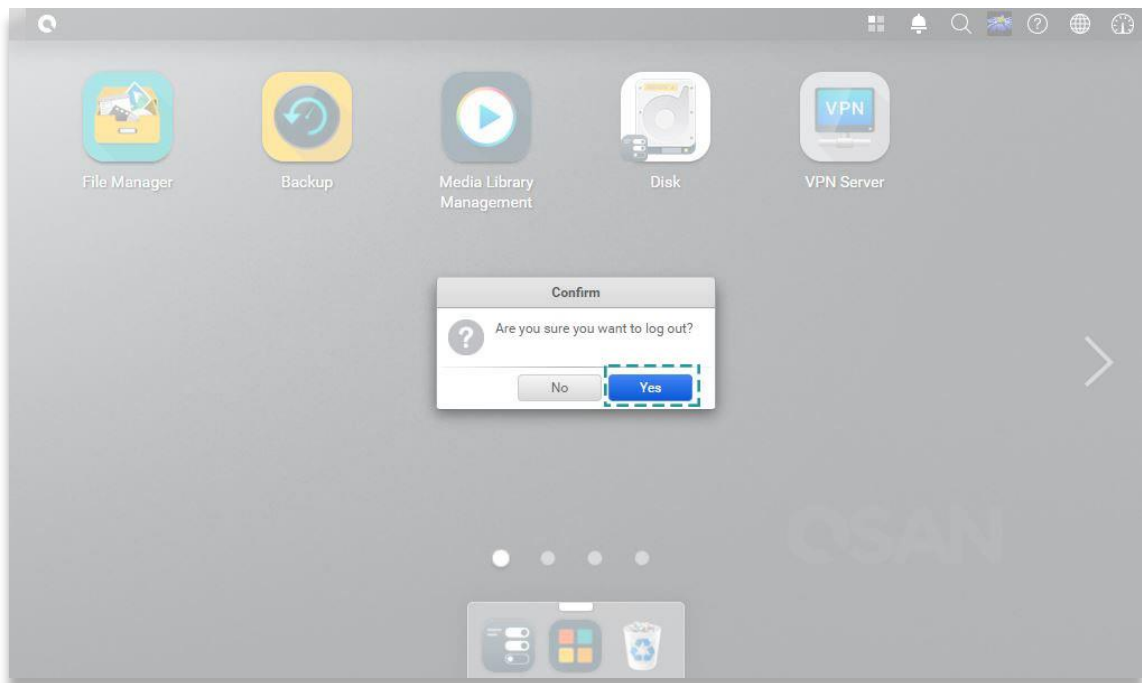 VPN
File Manager
Backup
Media Library
Management
Disk
VPN Server
Confirm
Are you sure you want to log out?
No
Yes
QSAN